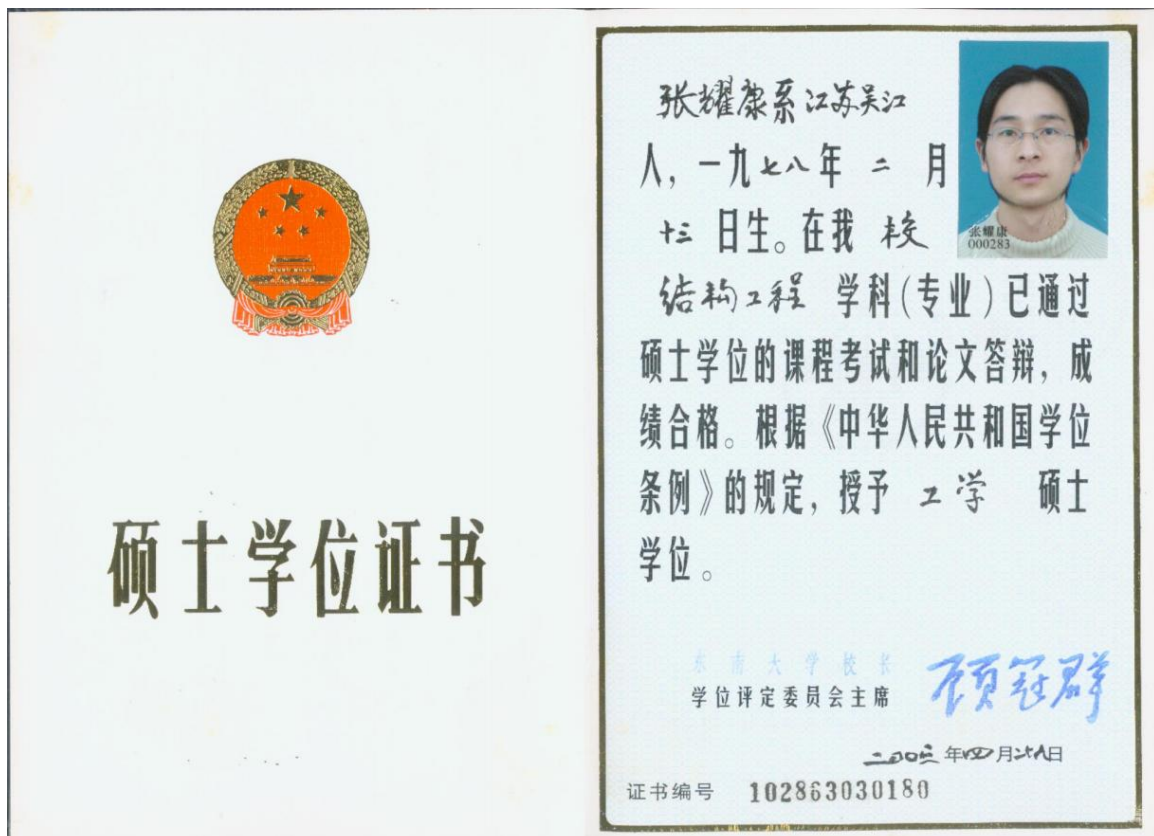 硕士学位证书
张耀康系江苏吴江
人，一九七八年 二 月
十三 日生。在我 校
结构工程 学科(专业)已通过
硕士学位的课程考试和论文答辩，成
绩合格。根据《中华人民共和国学位
条例》的规定，授予 工学 硕士
学位。
张耀康
000283
东南大学校长
学位评定委员会主席
顾冠群
二〇〇三年四月廿八日
证书编号 102863030180